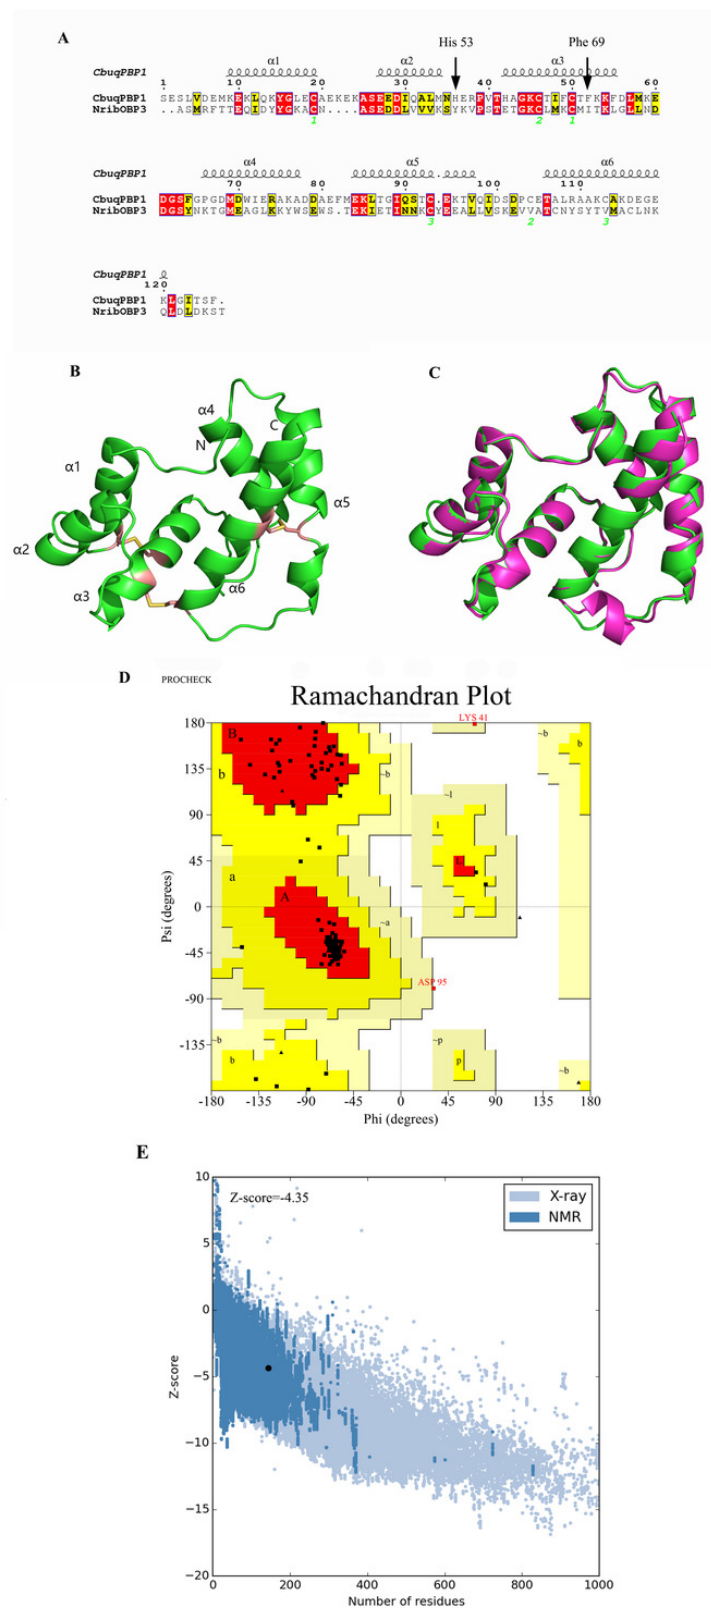 A
His 53 Phe 69
α1 α2 α3
CbuqPBP1
1 10 20 30 40 50 60
CbuqPBP1 SESLVDEMKEKLQKYGLECAEKEKASEEDIQALMNHERPVTHAGKCTIFCTFKKFDLMKE
NribOBP3 ..ASMRFTTEQIDYYGKACN....ASEDDLVVVKSYKVPSTETGKCLMKCMITKLGLLND
1 2 1
α4 α5 α6
CbuqPBP1
70 80 90 100 110
CbuqPBP1 DGSFGPGDMDWIERAKADDAEFMEKLTGIQSTC.EKTVQIDSDPCETALRAAKCAKDEGE
NribOBP3 DGSYNKTGMEAGLKKYWSEWS.TEKIETINNKCYEEALLVSKEVVATCNYSYTVMACLNK
3 2 3
CbuqPBP1
120
CbuqPBP1 KLGITSF.
NribOBP3 QLDLDKST
B C
α4
N C
α1
α5
α2
α3 α6
D PROCHECK
Ramachandran Plot
LYS 41
180 B ~b b
135 b ~b
~l
90
l
45 L
a
A
0
~a
-45
ASP 95
-90
-135 ~b ~p
b p ~b
-180 -135 -90 -45 0 45 90 135 180
Psi (degrees)
Phi (degrees)
E
Z-score=-4.35
X-ray
NMR
10
5
0
−5
−10
−15
−20
Z-score
0 200 400 600 800 1000
Number of residues